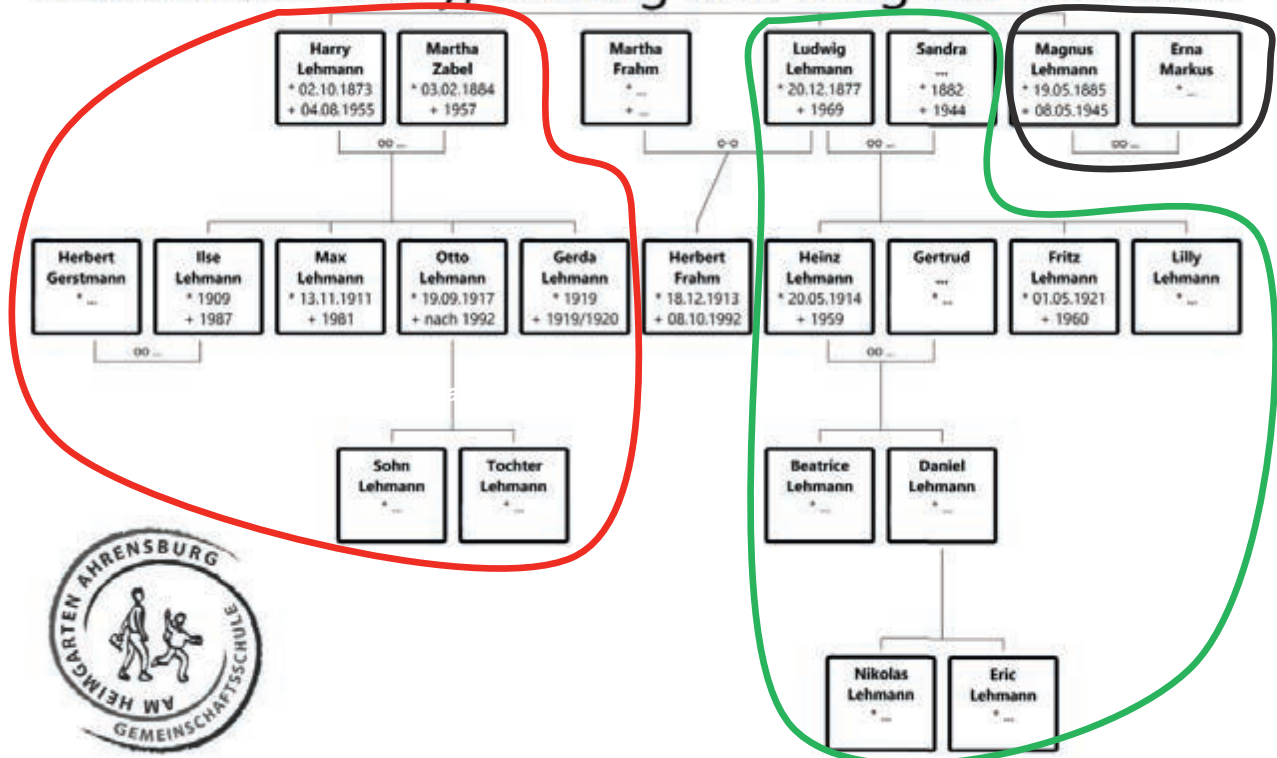 Harry
Lehmann
* 02.10.1873
+ 04.08.1955
Martha
Zabel
* 03.02.1884
+ 1957
Martha
Frahm
* ...
+ ...
Ludwig
Lehmann
* 20.12.1877
+ 1969
Sandra
...
* 1882
+ 1944
Magnus
Lehmann
* 19.05.1885
+ 08.05.1945
Erna
Markus
* ...
oo ...
o-o
oo ...
oo ...
Herbert
Gerstmann
* ...
Ilse
Lehmann
* 1909
+ 1987
Max
Lehmann
* 13.11.1911
+ 1981
Otto
Lehmann
* 19.09.1917
+ nach 1992
Gerda
Lehmann
* 1919
+ 1919/1920
Herbert
Frahm
* 18.12.1913
+ 08.10.1992
Heinz
Lehmann
* 20.05.1914
+ 1959
Gertrud
...
* ...
Fritz
Lehmann
* 01.05.1921
+ 1960
Lilly
Lehmann
* ...
oo ...
oo ...
Sohn
Lehmann
* ...
Tochter
Lehmann
* ...
Beatrice
Lehmann
* ...
Daniel
Lehmann
* ...
Nikolas
Lehmann
* ...
Eric
Lehmann
* ...
AM HEIMGARTEN AHRENSBURG
GEMEINSCHAFTSSCHULE